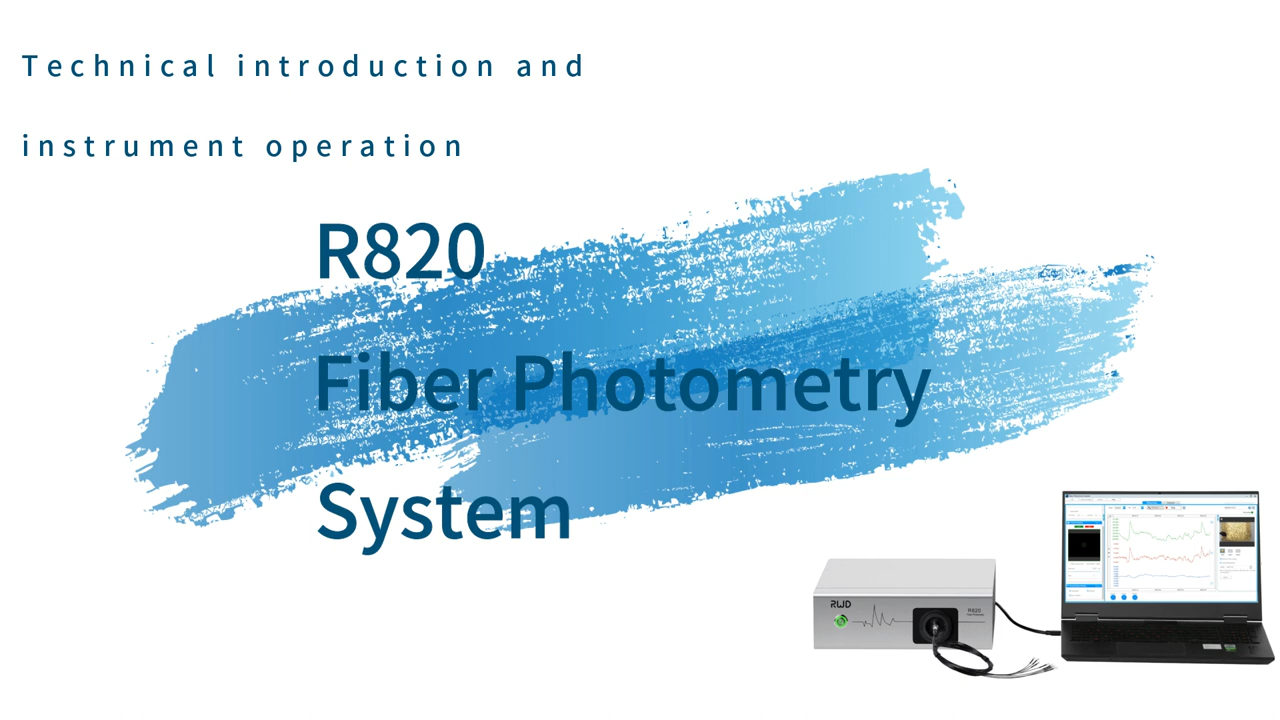 Technical introduction and
instrument operation
R820
Fiber Photometry
System
RWD
R820